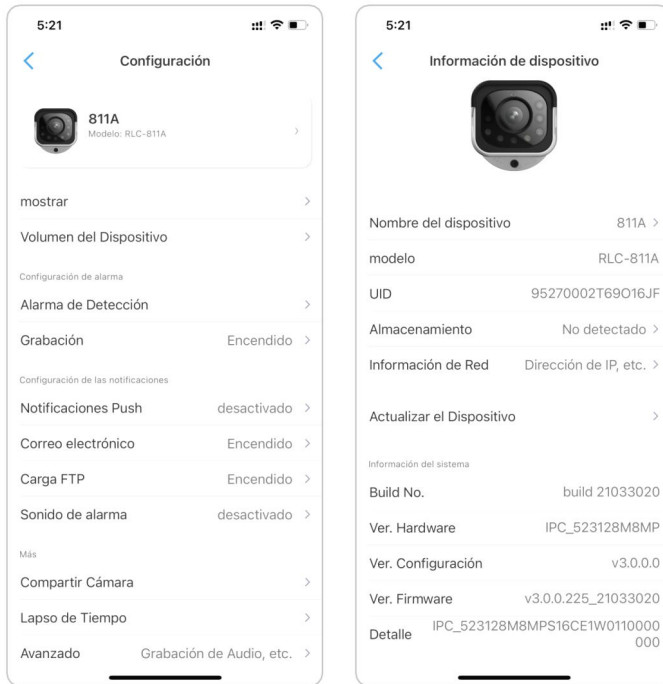 5:21
Configuración
811A
Modelo: RLC-811A
mostrar
Volumen del Dispositivo
Configuración de alarma
Alarma de Detección
Grabación Encendido
Configuración de las notificaciones
Notificaciones Push desactivado
Correo electrónico Encendido
Carga FTP Encendido
Sonido de alarma desactivado
Más
Compartir Cámara
Lapso de Tiempo
Avanzado Grabación de Audio, etc.
5:21
Información de dispositivo
Nombre del dispositivo 811A
modelo RLC-811A
UID 95270002T69O16JF
Almacenamiento No detectado
Información de Red Dirección de IP, etc.
Actualizar el Dispositivo
Información del sistema
Build No. build 21033020
Ver. Hardware IPC_523128M8MP
Ver. Configuración v3.0.0.0
Ver. Firmware v3.0.0.225_21033020
Detalle IPC_523128M8MPS16CE1W0110000
000